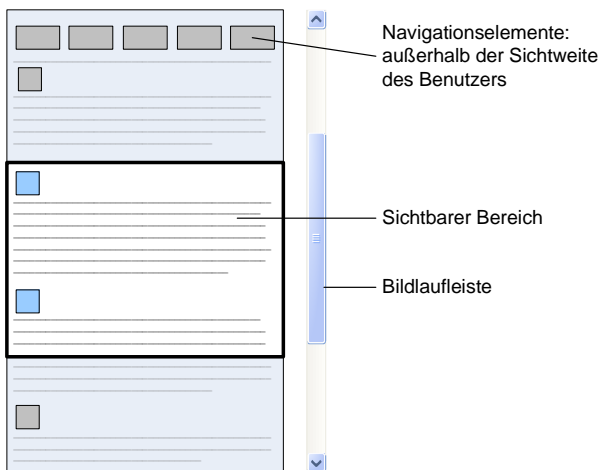 Navigationselemente:
außerhalb der Sichtweite
des Benutzers
Sichtbarer Bereich
Bildlaufleiste